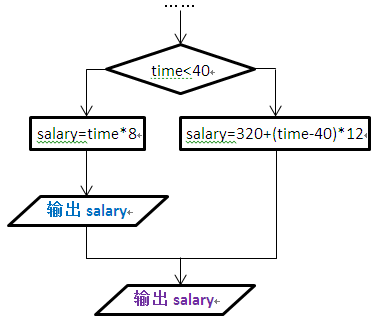 ……
time<40
salary=time*8
salary=320+(time-40)*12
输出 salary
输出 salary